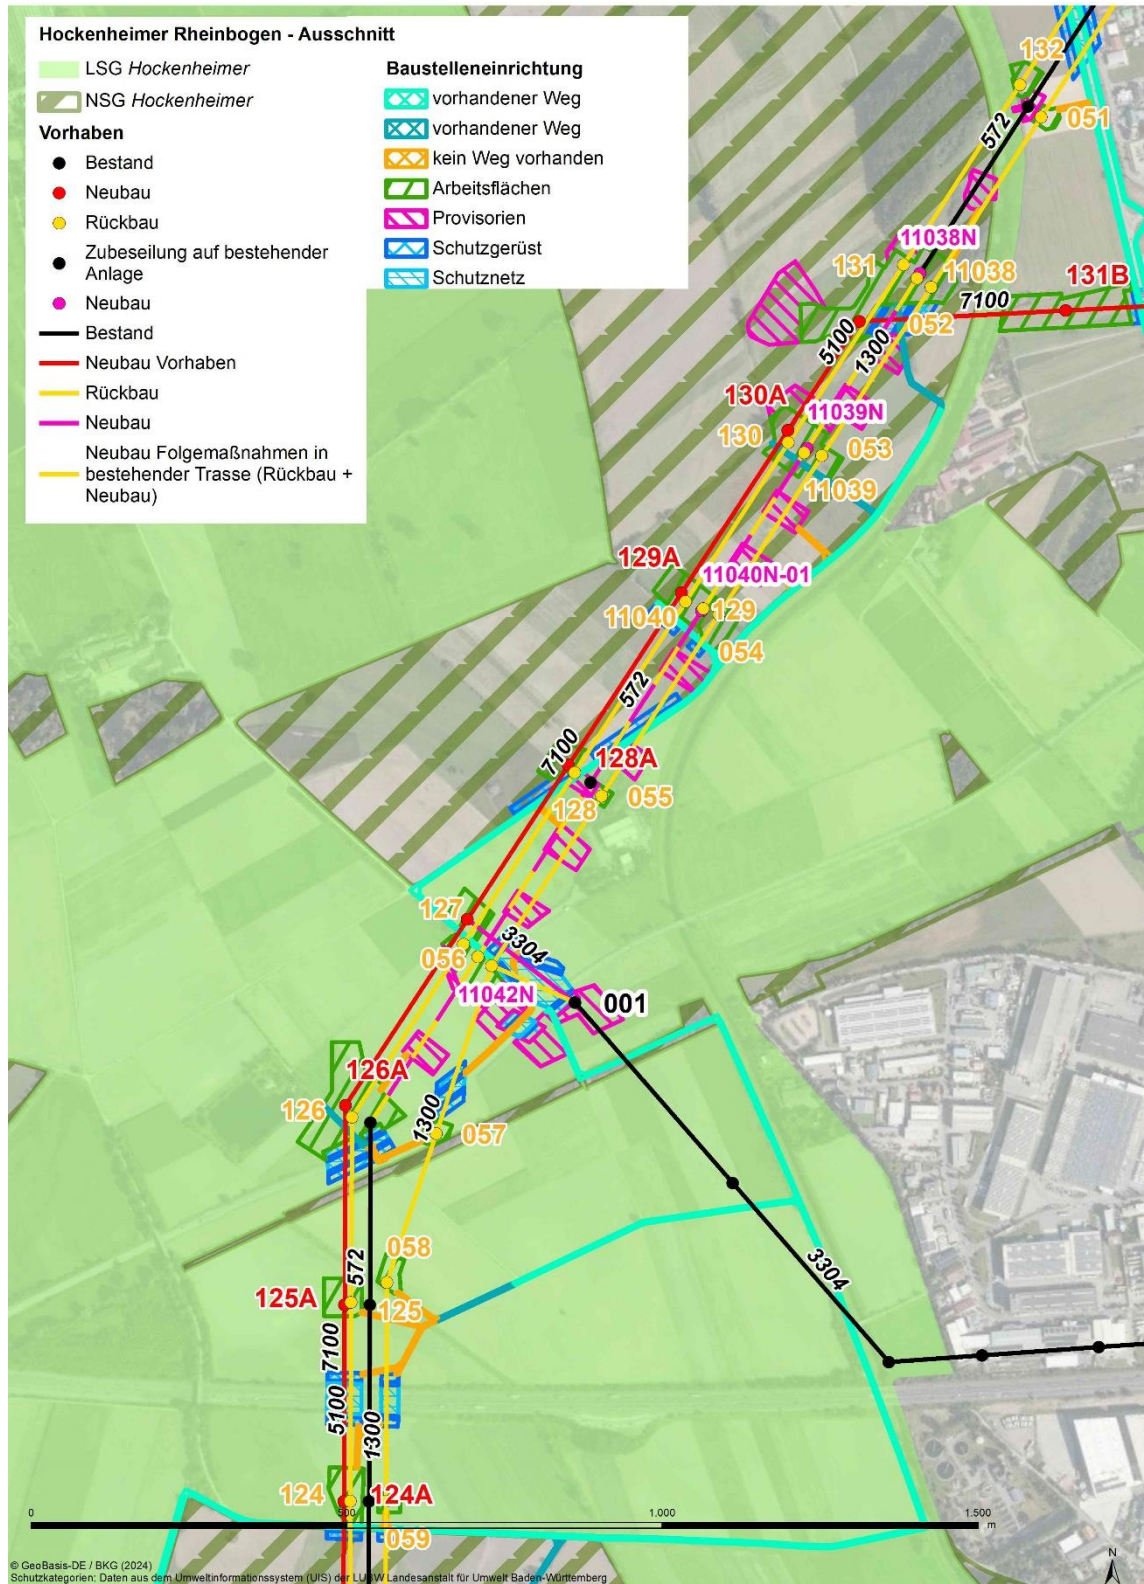 Hockenheimer Rheinbogen - Ausschnitt
LSG Hockenheimer
NSG Hockenheimer
Vorhaben
Bestand
Neubau
Rückbau
Zubeseilung auf bestehender
Anlage
Neubau
Bestand
Neubau Vorhaben
Rückbau
Neubau
Neubau Folgemaßnahmen in
bestehender Trasse (Rückbau +
Neubau)
Baustelleneinrichtung
vorhandener Weg
vorhandener Weg
kein Weg vorhanden
Arbeitsflächen
Provisorien
Schutzgerüst
Schutznetz
132
051
572
11038N
131
11038
131B
7100
052
5100
1300
130A
11039N
130
053
11039
129A
11040N-01
11040
129
054
572
7100
128A
128
055
127
3304
056
11042N
001
126A
126
1300
057
058
572
3304
125A
125
7100
5100
1300
124
124A
0
500
1.000
1.500
m
059
N
© GeoBasis-DE / BKG (2024)
Schutzkategorien: Daten aus dem Umweltinformationssystem (UIS) der LUBW Landesanstalt für Umwelt Baden-Württemberg